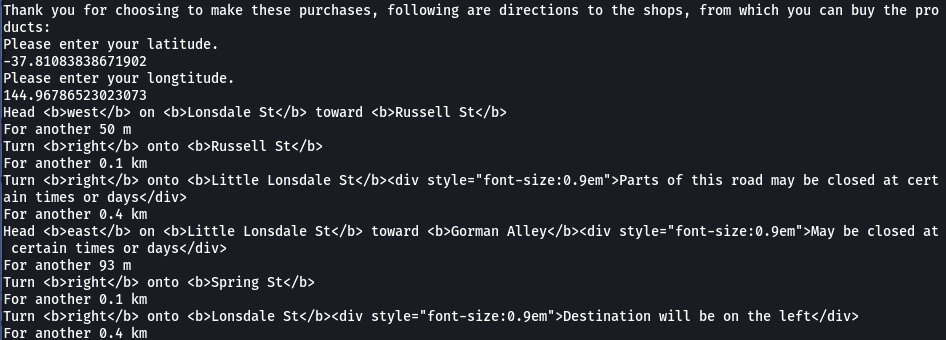 Thank you for choosing to make these purchases, following are directions to the shops, from which you can buy the pro
ducts:
Please enter your latitude.
-37.81083838671902
Please enter your longtitude.
144.96786523023073
Head <b>west</b> on <b>Lonsdale St</b> toward <b>Russell St</b>
For another 50 m
Turn <b>right</b> onto <b>Russell St</b>
For another 0.1 km
Turn <b>right</b> onto <b>Little Lonsdale St</b><div style="font-size:0.9em">Parts of this road may be closed at cert
ain times or days</div>
For another 0.4 km
Head <b>east</b> on <b>Little Lonsdale St</b> toward <b>Gorman Alley</b><div style="font-size:0.9em">May be closed at
 certain times or days</div>
For another 93 m
Turn <b>right</b> onto <b>Spring St</b>
For another 0.1 km
Turn <b>right</b> onto <b>Lonsdale St</b><div style="font-size:0.9em">Destination will be on the left</div>
For another 0.4 km